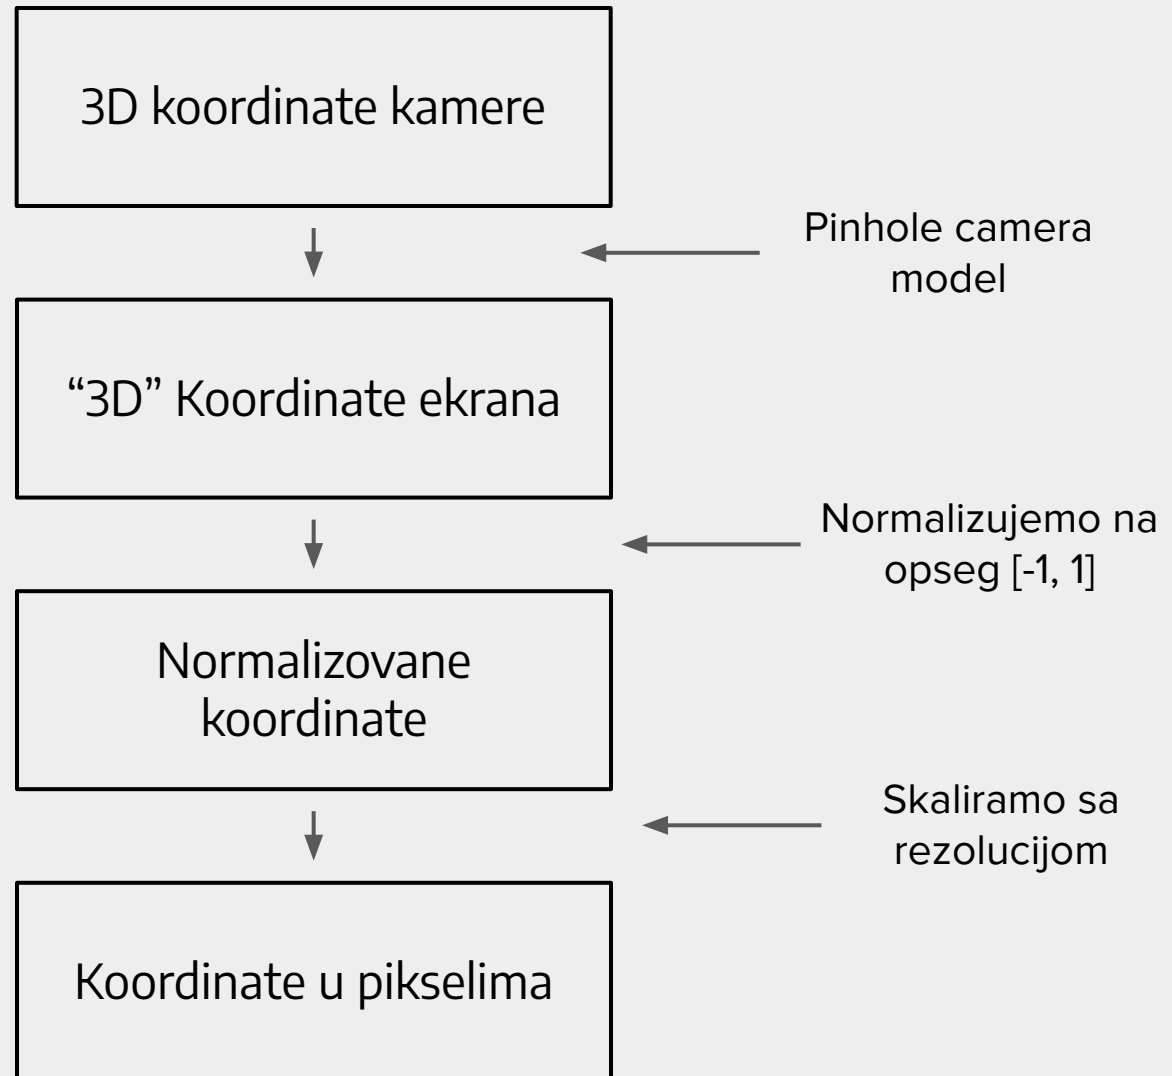 3D koordinate kamere
Pinhole camera
model
“3D” Koordinate ekrana
Normalizujemo na
opseg [-1, 1]
Normalizovane
koordinate
Skaliramo sa
rezolucijom
Koordinate u pikselima